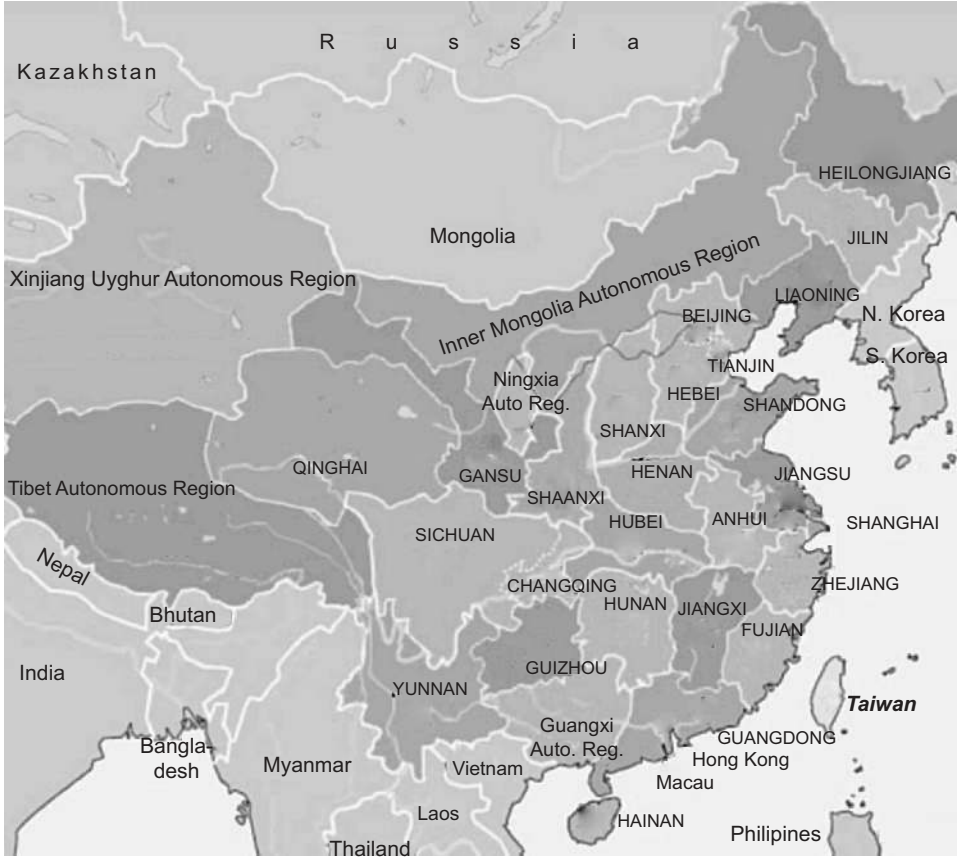 Russia
Kazakhstan
HEILONGJIANG
Mongolia
JILIN
Xinjiang Uyghur Autonomous Region
Inner Mongolia Autonomous Region
LIAONING
BEIJING
N. Korea
S. Korea
TIANJIN
Ningxia
Auto Reg.
HEBEI
SHANDONG
SHANXI
QINGHAI
GANSU
HENAN
JIANGSU
Tibet Autonomous Region
SHAANXI
HUBEI
ANHUI
SHANGHAI
SICHUAN
Nepal
CHANGQING
ZHEJIANG
Bhutan
HUNAN
JIANGXI
FUJIAN
India
GUIZHOU
YUNNAN
Taiwan
Guangxi
Auto. Reg.
GUANGDONG
Bangla-
desh
Myanmar
Vietnam
Hong Kong
Macau
Laos
HAINAN
Philipines
Thailand